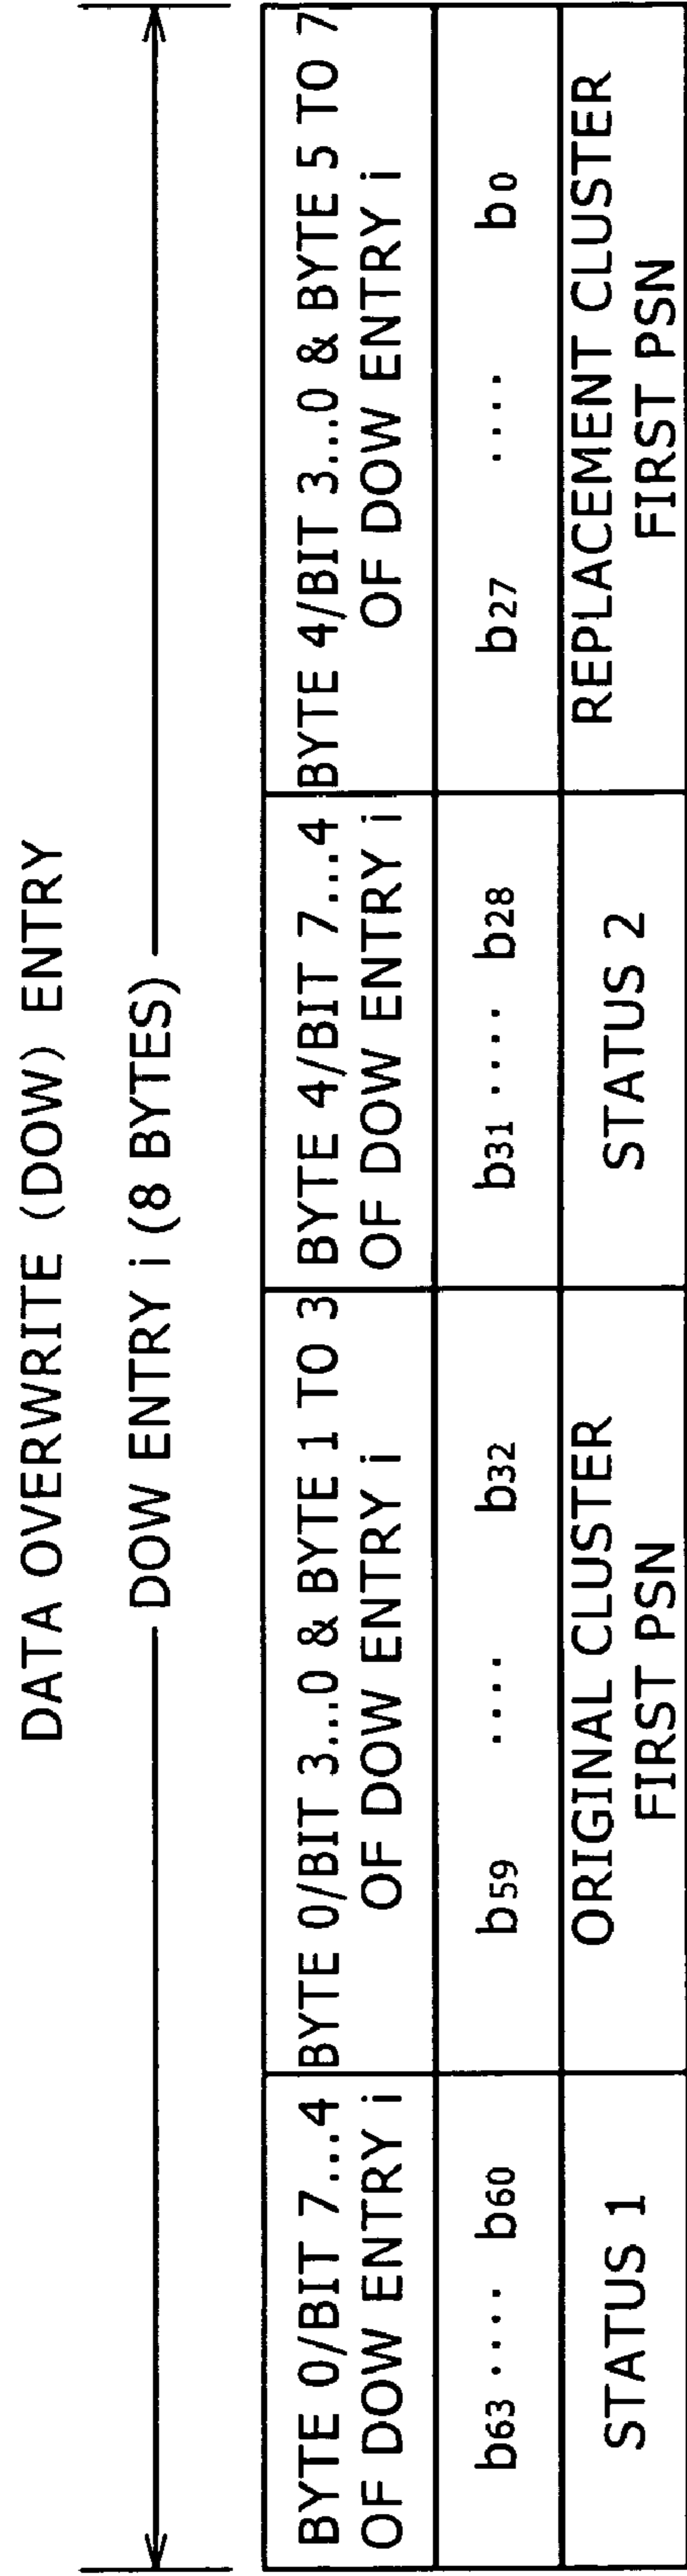 DATA OVERWRITE (DOW) ENTRY
DOW ENTRY i (8 BYTES)
BYTE 0/BIT 7...4
OF DOW ENTRY i
BYTE 0/BIT 3...0 & BYTE 1 TO 3
OF DOW ENTRY i
BYTE 4/BIT 7...4
OF DOW ENTRY i
BYTE 4/BIT 3...0 & BYTE 5 TO 7
OF DOW ENTRY i
b63 .... b60
b59 .... b32
b31 .... b28
b27 .... b0
STATUS 1
ORIGINAL CLUSTER
FIRST PSN
STATUS 2
REPLACEMENT CLUSTER
FIRST PSN